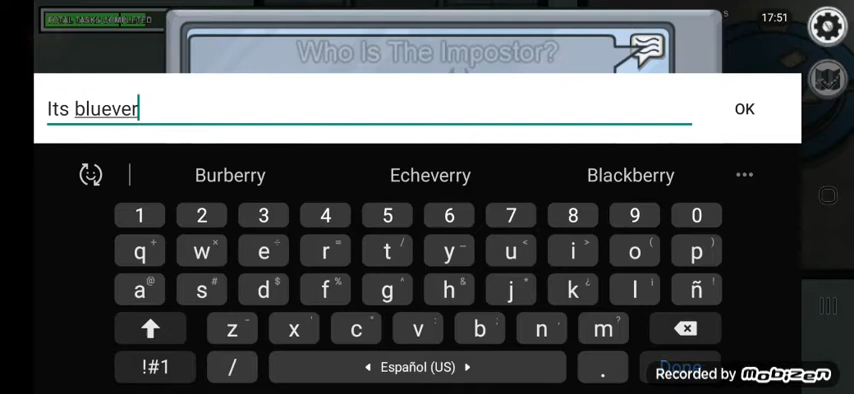 TOTAL TASKS COMPLETED
17:51
Who Is The Impostor?
Its bluever
OK
Burberry
Echeverry
Blackberry
1 2 3 4 5 6 7 8 9 0
q w e r t y u i o p
a s d f g h j k l ñ
z x c v b n m
!#1 / Español (US) . Done
Recorded by Mobizen